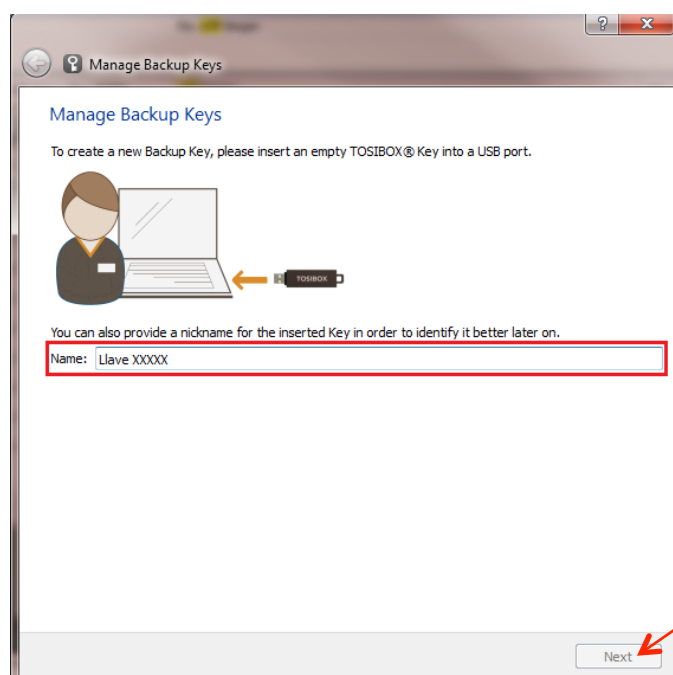 Manage Backup Keys
Manage Backup Keys
To create a new Backup Key, please insert an empty TOSIBOX® Key into a USB port.
TOSIBOX
You can also provide a nickname for the inserted Key in order to identify it better later on.
Name: Llave XXXXX
Next